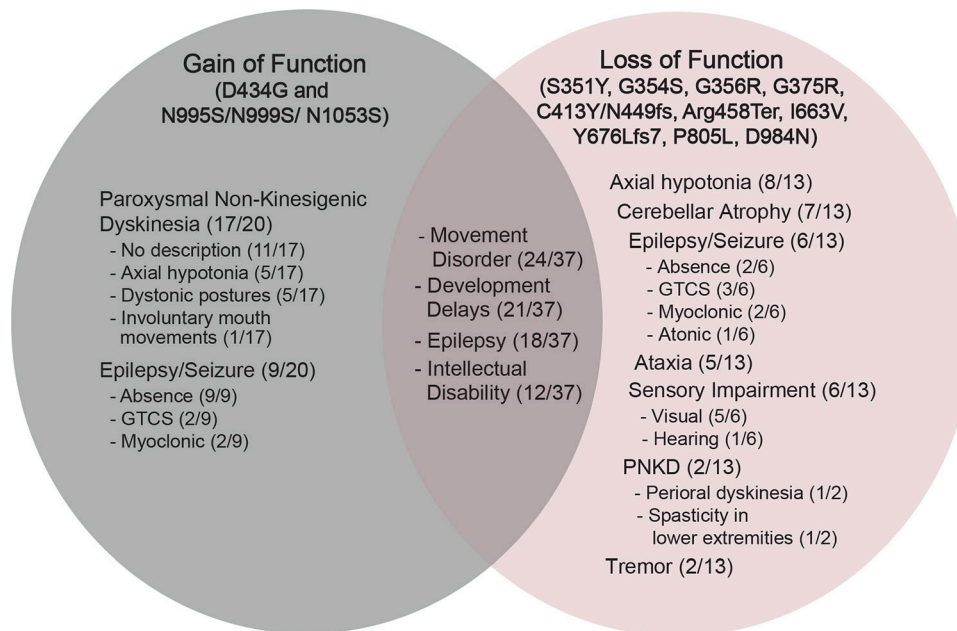 Gain of Function
(D434G and
N995S/N999S/ N1053S)
Paroxysmal Non-Kinesigenic
Dyskinesia (17/20)
- No description (11/17)
- Axial hypotonia (5/17)
- Dystonic postures (5/17)
- Involuntary mouth
movements (1/17)
Epilepsy/Seizure (9/20)
- Absence (9/9)
- GTCS (2/9)
- Myoclonic (2/9)
- Movement
Disorder (24/37)
- Development
Delays (21/37)
- Epilepsy (18/37)
- Intellectual
Disability (12/37)
Loss of Function
(S351Y, G354S, G356R, G375R,
C413Y/N449fs, Arg458Ter, I663V,
Y676Lfs7, P805L, D984N)
Axial hypotonia (8/13)
Cerebellar Atrophy (7/13)
Epilepsy/Seizure (6/13)
- Absence (2/6)
- GTCS (3/6)
- Myoclonic (2/6)
- Atonic (1/6)
Ataxia (5/13)
Sensory Impairment (6/13)
- Visual (5/6)
- Hearing (1/6)
PNKD (2/13)
- Perioral dyskinesia (1/2)
- Spasticity in
lower extremities (1/2)
Tremor (2/13)